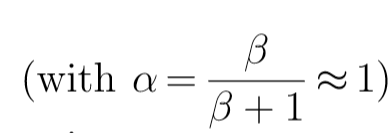 (with α = β / (β + 1) ≈ 1)